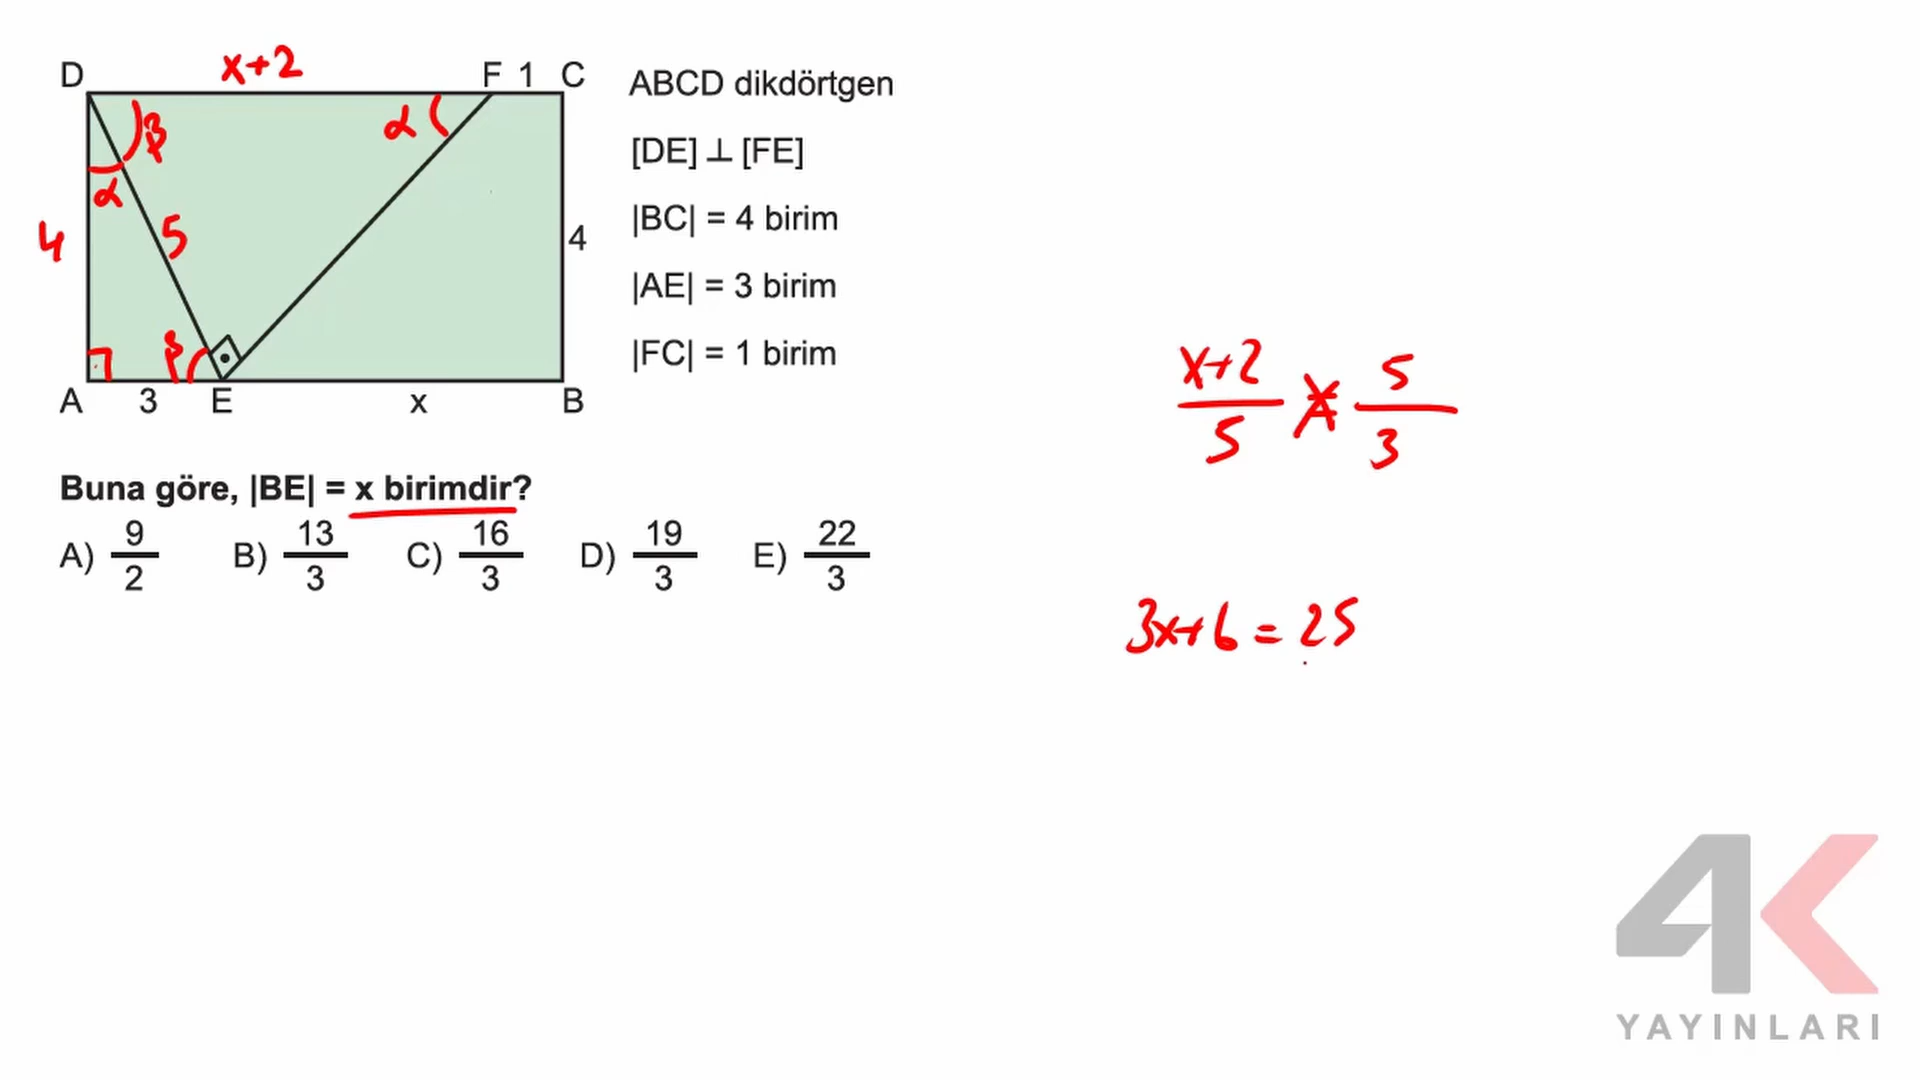 x+2
D F 1 C
β
α
α
4
5
4
β
A 3 E x B
ABCD dikdörtgen
[DE] ⊥ [FE]
|BC| = 4 birim
|AE| = 3 birim
|FC| = 1 birim
Buna göre, |BE| = x birimdir?
A) 9/2 B) 13/3 C) 16/3 D) 19/3 E) 22/3
x+2/5 = 5/3
3x+6 = 25
4K
YAYINLARI